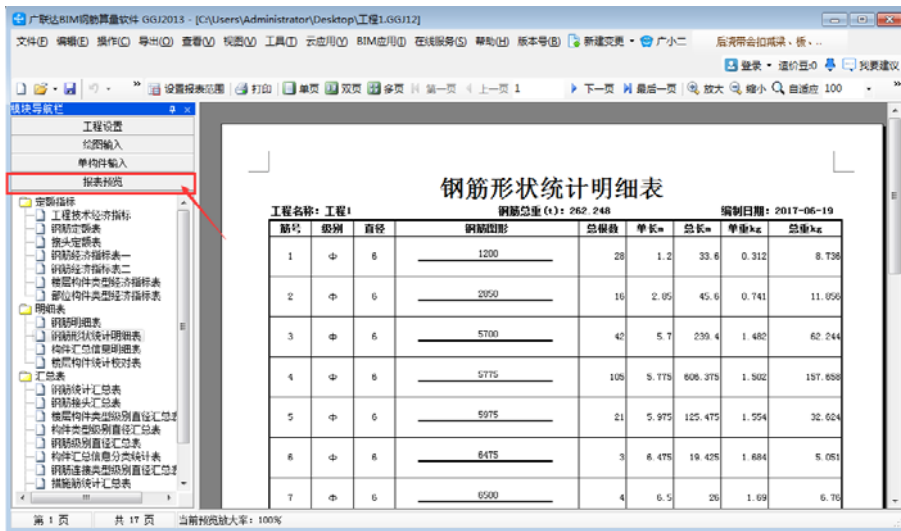 广联达BIM钢筋算量软件 GGJ2013 - [C:\Users\Administrator\Desktop\工程1.GGJ12]
文件(F) 编辑(E) 操作(O) 导出(O) 查看(V) 视图(V) 工具(T) 云应用(Y) BIM应用(I) 在线服务(S) 帮助(H) 版本号(B) 新建变更 广小二 后浇带会扣减梁、板、..
登录 造价豆:0 我要建议
» 设置报表范围 打印 单页 双页 多页 第一页 上一页 1 下一页 最后一页 放大 缩小 自适应 100 »
模块导航栏
工程设置
绘图输入
单构件输入
报表预览
定额指标
工程技术经济指标
钢筋定额表
接头定额表
钢筋经济指标表一
钢筋经济指标表二
楼层构件类型经济指标表
部位构件类型经济指标表
明细表
钢筋明细表
钢筋形状统计明细表
构件汇总信息明细表
楼层构件统计校对表
汇总表
钢筋统计汇总表
钢筋接头汇总表
楼层构件类型级别直径汇总表
构件类型级别直径汇总表
钢筋级别直径汇总表
构件汇总信息分类统计表
钢筋连接类型级别直径汇总表
措施筋统计汇总表
钢筋形状统计明细表
工程名称：工程1 钢筋总重(t)：262.248 编制日期：2017-06-19
筋号 级别 直径 钢筋图形 总根数 单长m 总长m 单重kg 总重kg
1 Φ 6 1200 28 1.2 33.6 0.312 8.736
2 Φ 6 2850 16 2.85 45.6 0.741 11.856
3 Φ 6 5700 42 5.7 239.4 1.482 62.244
4 Φ 6 5775 105 5.775 606.375 1.502 157.658
5 Φ 6 5975 21 5.975 125.475 1.554 32.624
6 Φ 6 6475 3 6.475 19.425 1.684 5.051
7 Φ 6 6500 4 6.5 26 1.69 6.76
第 1 页 共 17 页 当前预览放大率：100%